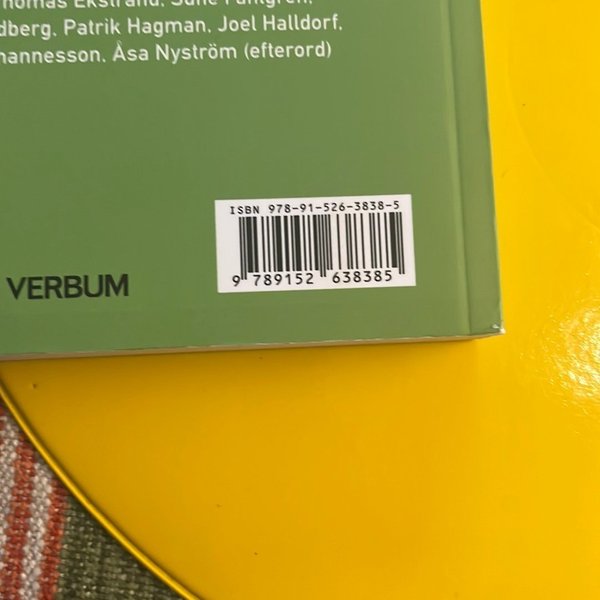 Thomas Ekstrand, Sune Fahlgren,
dberg, Patrik Hagman, Joel Halldorf,
hannesson, Åsa Nyström (efterord)
ISBN 978-91-526-3838-5
9 789152 638385
VERBUM